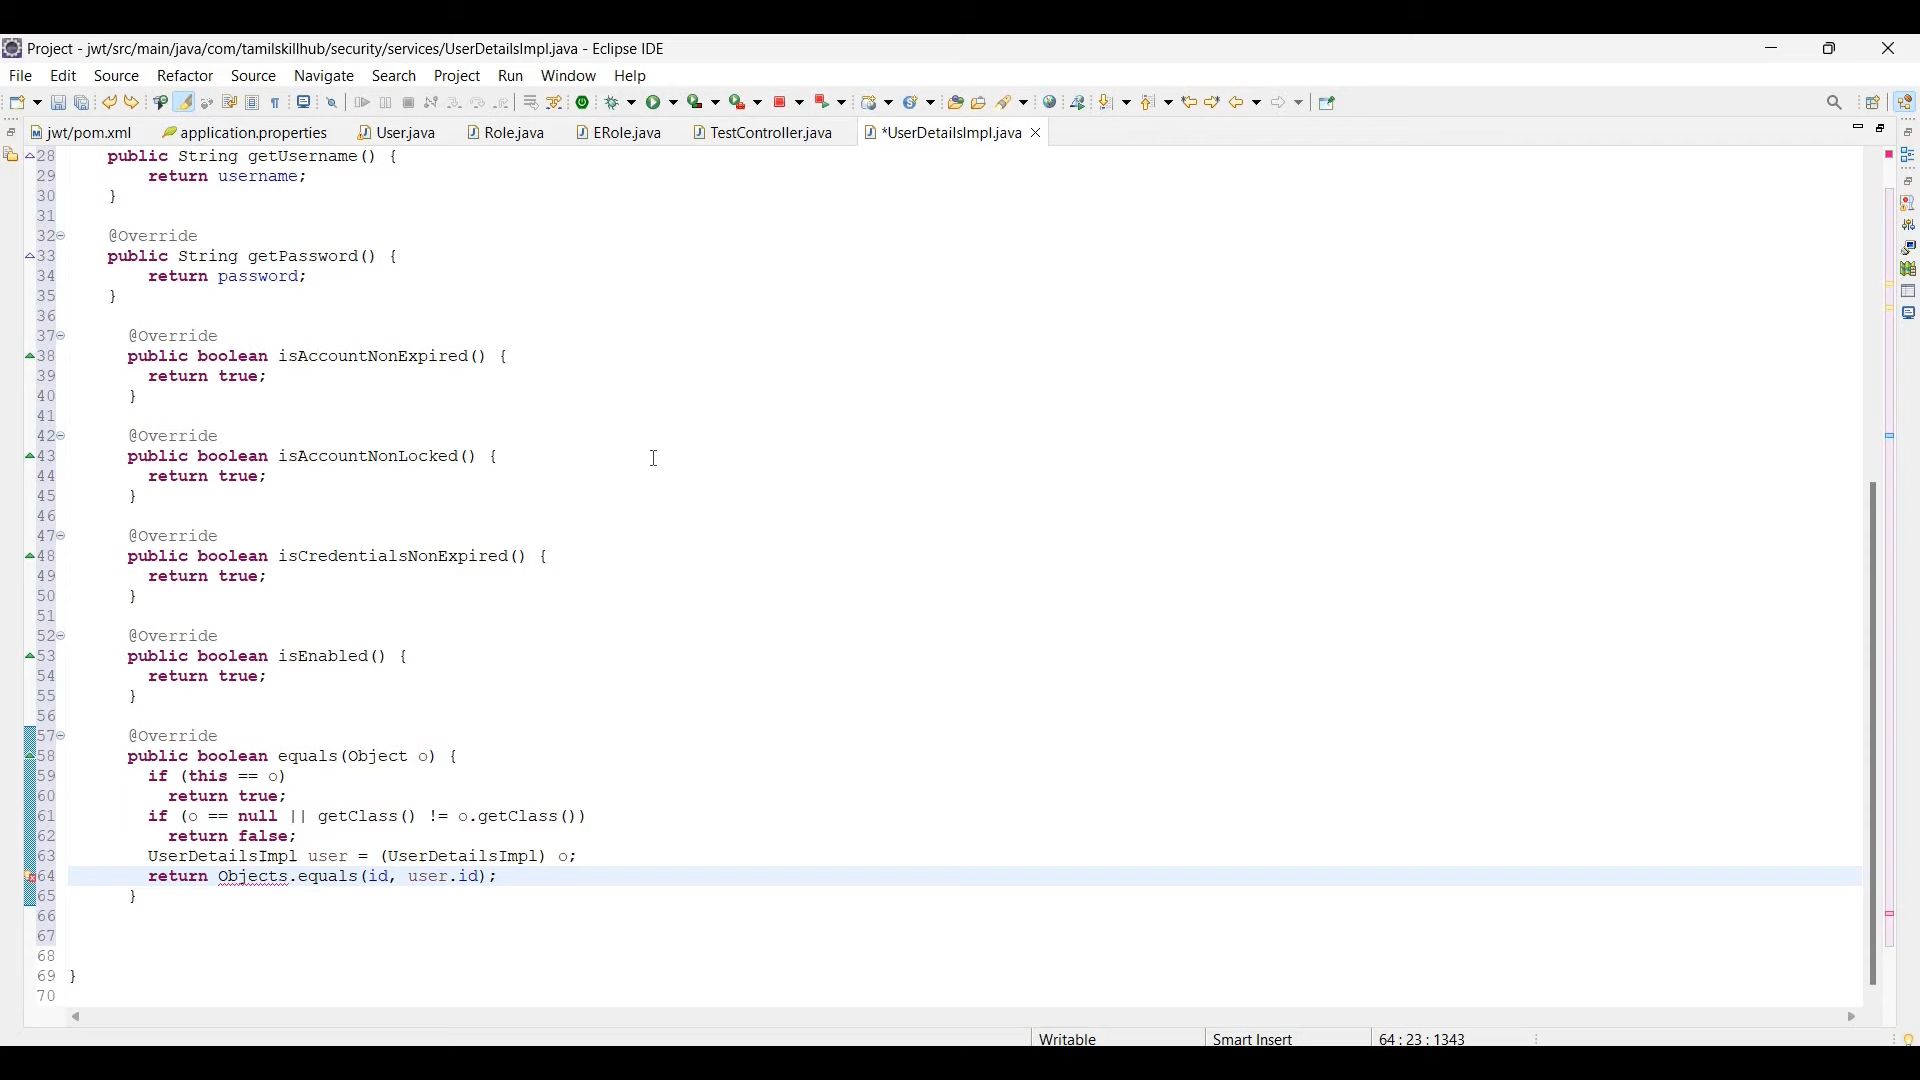 Project - jwt/src/main/java/com/tamilskillhub/security/services/UserDetailsImpl.java - Eclipse IDE
File Edit Source Refactor Source Navigate Search Project Run Window Help
jwt/pom.xml application.properties User.java Role.java ERole.java TestController.java *UserDetailsImpl.java
28 public String getUsername() {
29 return username;
30 }
31
32 @Override
33 public String getPassword() {
34 return password;
35 }
36
37 @Override
38 public boolean isAccountNonExpired() {
39 return true;
40 }
41
42 @Override
43 public boolean isAccountNonLocked() {
44 return true;
45 }
46
47 @Override
48 public boolean isCredentialsNonExpired() {
49 return true;
50 }
51
52 @Override
53 public boolean isEnabled() {
54 return true;
55 }
56
57 @Override
58 public boolean equals(Object o) {
59 if (this == o)
60 return true;
61 if (o == null || getClass() != o.getClass())
62 return false;
63 UserDetailsImpl user = (UserDetailsImpl) o;
64 return Objects.equals(id, user.id);
65 }
66
67
68
69 }
70
Writable Smart Insert 64 : 23 : 1343